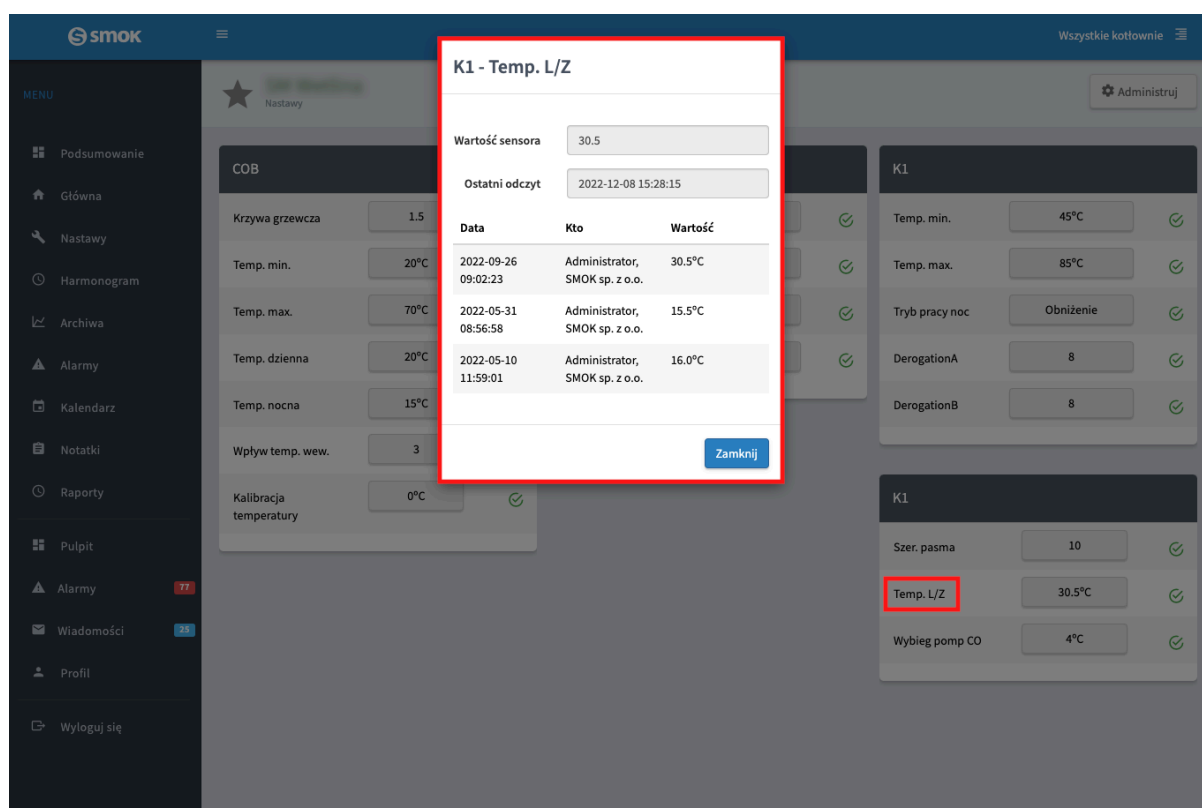 smok
Wszystkie kotłownie
MENU
Podsumowanie
Główna
Nastawy
Harmonogram
Archiwa
Alarmy
Kalendarz
Notatki
Raporty
Pulpit
Alarmy 77
Wiadomości 25
Profil
Wyloguj się
Nastawy
Administruj
COB
Krzywa grzewcza 1.5
Temp. min. 20°C
Temp. max. 70°C
Temp. dzienna 20°C
Temp. nocna 15°C
Wpływ temp. wew. 3
Kalibracja 0°C
temperatury
K1 - Temp. L/Z
Wartość sensora 30.5
Ostatni odczyt 2022-12-08 15:28:15
Data Kto Wartość
2022-09-26 Administrator, 30.5°C
09:02:23 SMOK sp. z o.o.
2022-05-31 Administrator, 15.5°C
08:56:58 SMOK sp. z o.o.
2022-05-10 Administrator, 16.0°C
11:59:01 SMOK sp. z o.o.
Zamknij
K1
Temp. min. 45°C
Temp. max. 85°C
Tryb pracy noc Obniżenie
DerogationA 8
DerogationB 8
K1
Szer. pasma 10
Temp. L/Z 30.5°C
Wybieg pomp CO 4°C